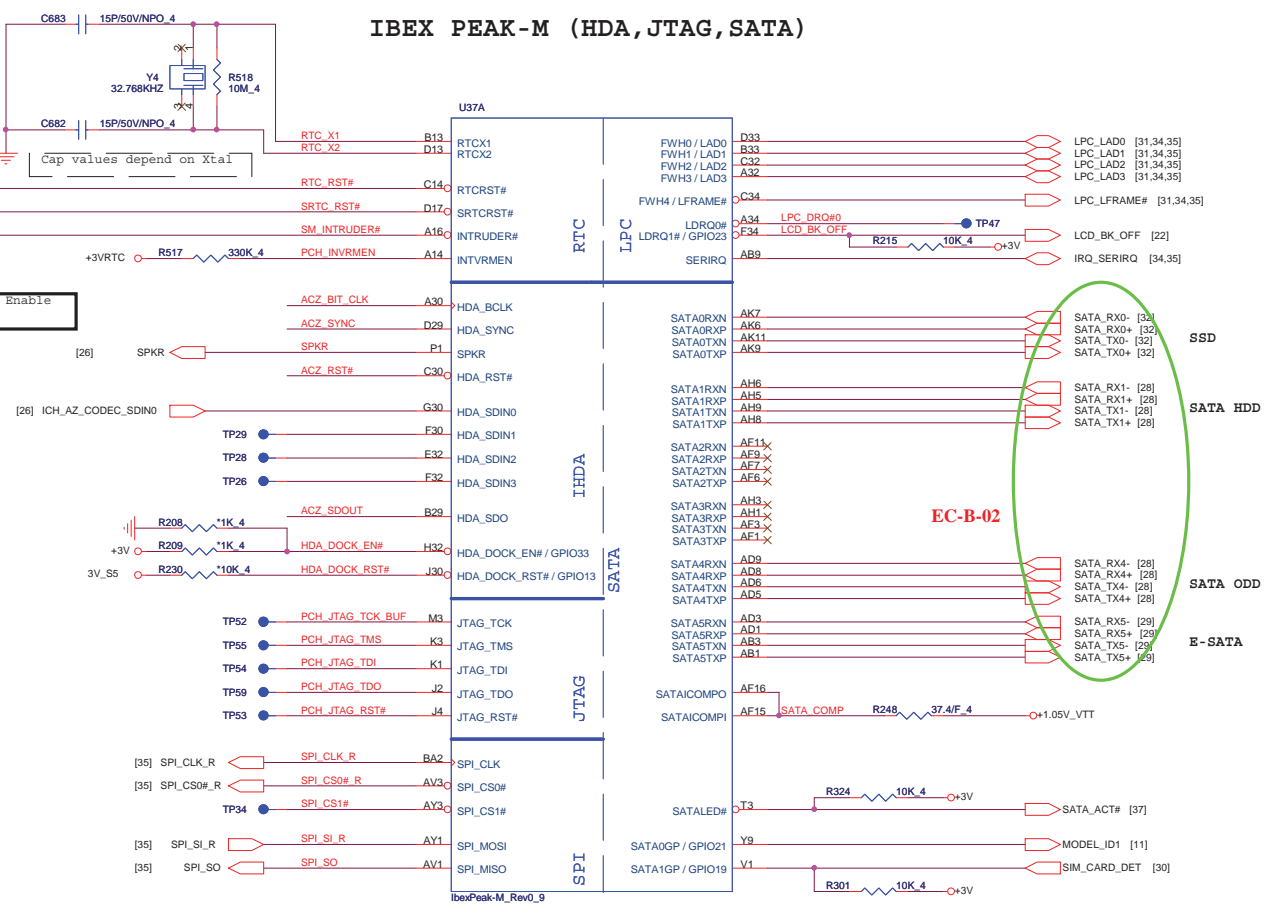 IBEX PEAK-M (HDA,JTAG,SATA)
C683 15P/50V/NPO_4
2 1
Y4
32.768KHZ
R518
10M_4
3 4
C682 15P/50V/NPO_4
Cap values depend on Xtal
U37A
RTC_X1 B13 RTCX1
RTC_X2 D13 RTCX2
RTC_RST# C14 RTCRST#
SRTC_RST# D17 SRTCRST#
SM_INTRUDER# A16 INTRUDER#
+3VRTC R517 330K_4 PCH_INVRMEN A14 INTVRMEN
RTC
LPC
FWH0 / LAD0 D33 LPC_LAD0 [31,34,35]
FWH1 / LAD1 B33 LPC_LAD1 [31,34,35]
FWH2 / LAD2 C32 LPC_LAD2 [31,34,35]
FWH3 / LAD3 A32 LPC_LAD3 [31,34,35]
FWH4 / LFRAME# C34 LPC_LFRAME# [31,34,35]
LDRQ0# A34 LPC_DRQ#0 TP47
LDRQ1# / GPIO23 F34 LCD_BK_OFF LCD_BK_OFF [22]
R215 10K_4 +3V
SERIRQ AB9 IRQ_SERIRQ [34,35]
Enable
ACZ_BIT_CLK A30 HDA_BCLK
ACZ_SYNC D29 HDA_SYNC
[26] SPKR SPKR P1 SPKR
ACZ_RST# C30 HDA_RST#
[26] ICH_AZ_CODEC_SDIN0 G30 HDA_SDIN0
TP29 F30 HDA_SDIN1
TP28 E32 HDA_SDIN2
TP26 F32 HDA_SDIN3
ACZ_SDOUT B29 HDA_SDO
R208 *1K_4
+3V R209 *1K_4 HDA_DOCK_EN# H32 HDA_DOCK_EN# / GPIO33
3V_S5 R230 *10K_4 HDA_DOCK_RST# J30 HDA_DOCK_RST# / GPIO13
IHDA
SATA
SATA0RXN AK7 SATA_RX0- [32]
SATA0RXP AK6 SATA_RX0+ [32]
SATA0TXN AK11 SATA_TX0- [32]
SATA0TXP AK9 SATA_TX0+ [32]
SSD
SATA1RXN AH6 SATA_RX1- [28]
SATA1RXP AH5 SATA_RX1+ [28]
SATA1TXN AH9 SATA_TX1- [28]
SATA1TXP AH8 SATA_TX1+ [28]
SATA HDD
SATA2RXN AF11
SATA2RXP AF9
SATA2TXN AF7
SATA2TXP AF6
SATA3RXN AH3
SATA3RXP AH1
SATA3TXN AF3
SATA3TXP AF1
EC-B-02
SATA4RXN AD9 SATA_RX4- [28]
SATA4RXP AD8 SATA_RX4+ [28]
SATA4TXN AD6 SATA_TX4- [28]
SATA4TXP AD5 SATA_TX4+ [28]
SATA ODD
SATA5RXN AD3 SATA_RX5- [29]
SATA5RXP AD1 SATA_RX5+ [29]
SATA5TXN AB3 SATA_TX5- [29]
SATA5TXP AB1 SATA_TX5+ [29]
E-SATA
TP52 PCH_JTAG_TCK_BUF M3 JTAG_TCK
TP55 PCH_JTAG_TMS K3 JTAG_TMS
TP54 PCH_JTAG_TDI K1 JTAG_TDI
TP59 PCH_JTAG_TDO J2 JTAG_TDO
TP53 PCH_JTAG_RST# J4 JTAG_RST#
JTAG
SATAICOMPO AF16
SATAICOMPI AF15 SATA_COMP R248 37.4/F_4 +1.05V_VTT
[35] SPI_CLK_R SPI_CLK_R BA2 SPI_CLK
[35] SPI_CS0#_R SPI_CS0#_R AV3 SPI_CS0#
TP34 SPI_CS1# AY3 SPI_CS1#
[35] SPI_SI_R SPI_SI_R AY1 SPI_MOSI
[35] SPI_SO SPI_SO AV1 SPI_MISO
SPI
R324 10K_4 +3V
SATALED# T3 SATA_ACT# [37]
SATA0GP / GPIO21 Y9 MODEL_ID1 [11]
SATA1GP / GPIO19 V1 SIM_CARD_DET [30]
R301 10K_4 +3V
IbexPeak-M_Rev0_9